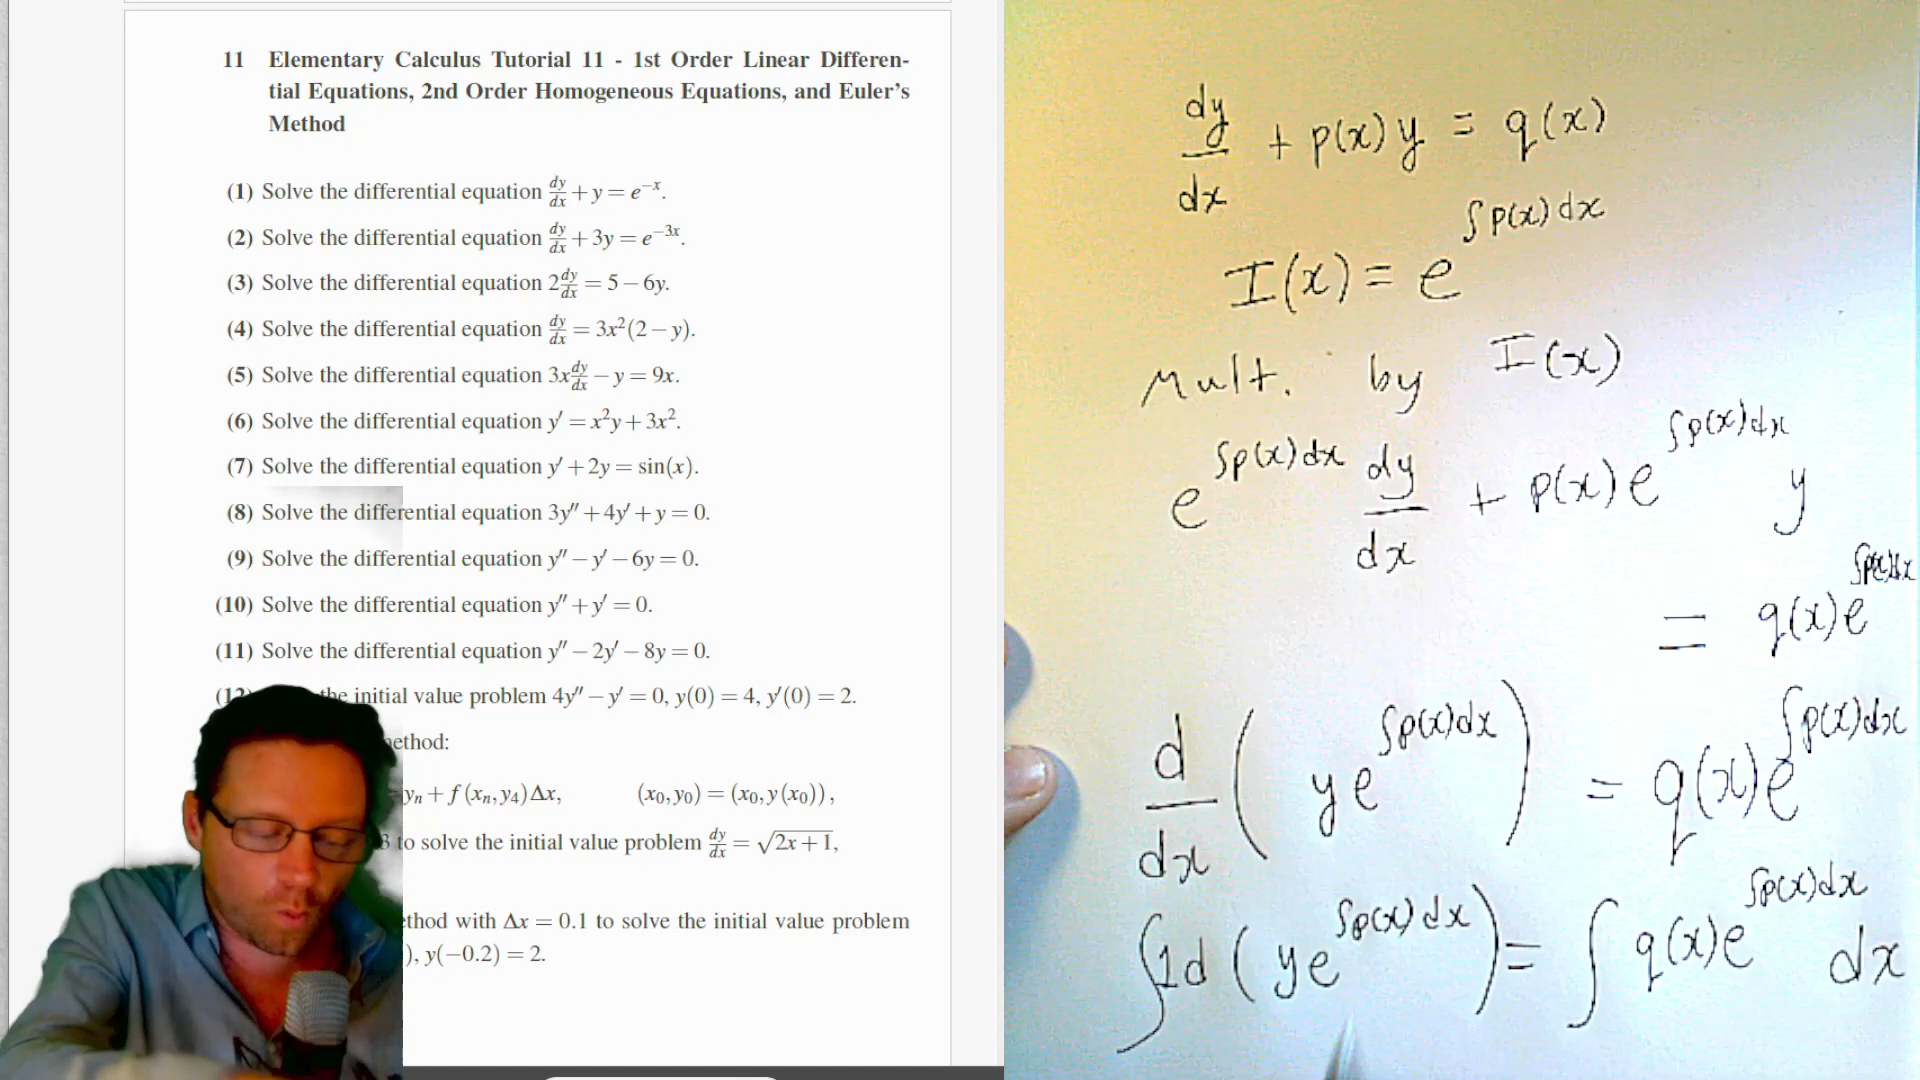 11 Elementary Calculus Tutorial 11 - 1st Order Linear Differen-
tial Equations, 2nd Order Homogeneous Equations, and Euler's
Method
(1) Solve the differential equation dy/dx + y = e^{-x}.
(2) Solve the differential equation dy/dx + 3y = e^{-3x}.
(3) Solve the differential equation 2 dy/dx = 5 − 6y.
(4) Solve the differential equation dy/dx = 3x²(2 − y).
(5) Solve the differential equation 3x dy/dx − y = 9x.
(6) Solve the differential equation y′ = x²y + 3x².
(7) Solve the differential equation y′ + 2y = sin(x).
(8) Solve the differential equation 3y″ + 4y′ + y = 0.
(9) Solve the differential equation y″ − y′ − 6y = 0.
(10) Solve the differential equation y″ + y′ = 0.
(11) Solve the differential equation y″ − 2y′ − 8y = 0.
the initial value problem 4y″ − y′ = 0, y(0) = 4, y′(0) = 2.
ethod:
yₙ + f(xₙ, y₄)Δx, (x₀, y₀) = (x₀, y(x₀)),
to solve the initial value problem dy/dx = √(2x + 1),
thod with Δx = 0.1 to solve the initial value problem
), y(−0.2) = 2.
dy/dx + p(x)y = q(x)
I(x) = e^{∫p(x)dx}
Mult. by I(x)
e^{∫p(x)dx} dy/dx + p(x)e^{∫p(x)dx} y
= q(x)e^{∫p(x)dx}
d/dx (ye^{∫p(x)dx}) = q(x)e^{∫p(x)dx}
∫1d(ye^{∫p(x)dx}) = ∫q(x)e^{∫p(x)dx} dx